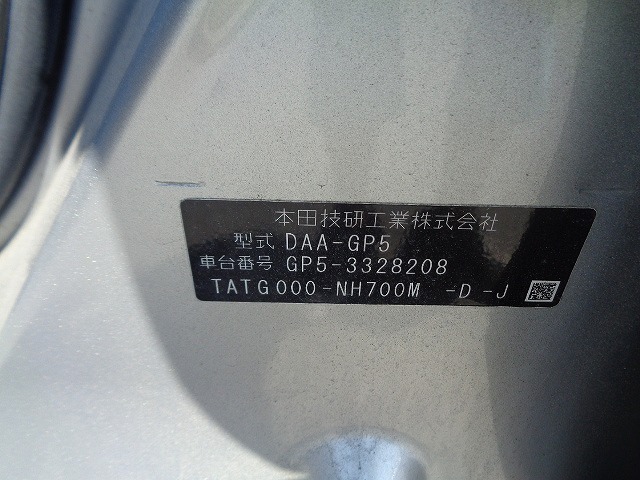 本田技研工業株式会社
型式 DAA-GP5
車台番号 GP5-3328208
TATG000-NH700M -D-J